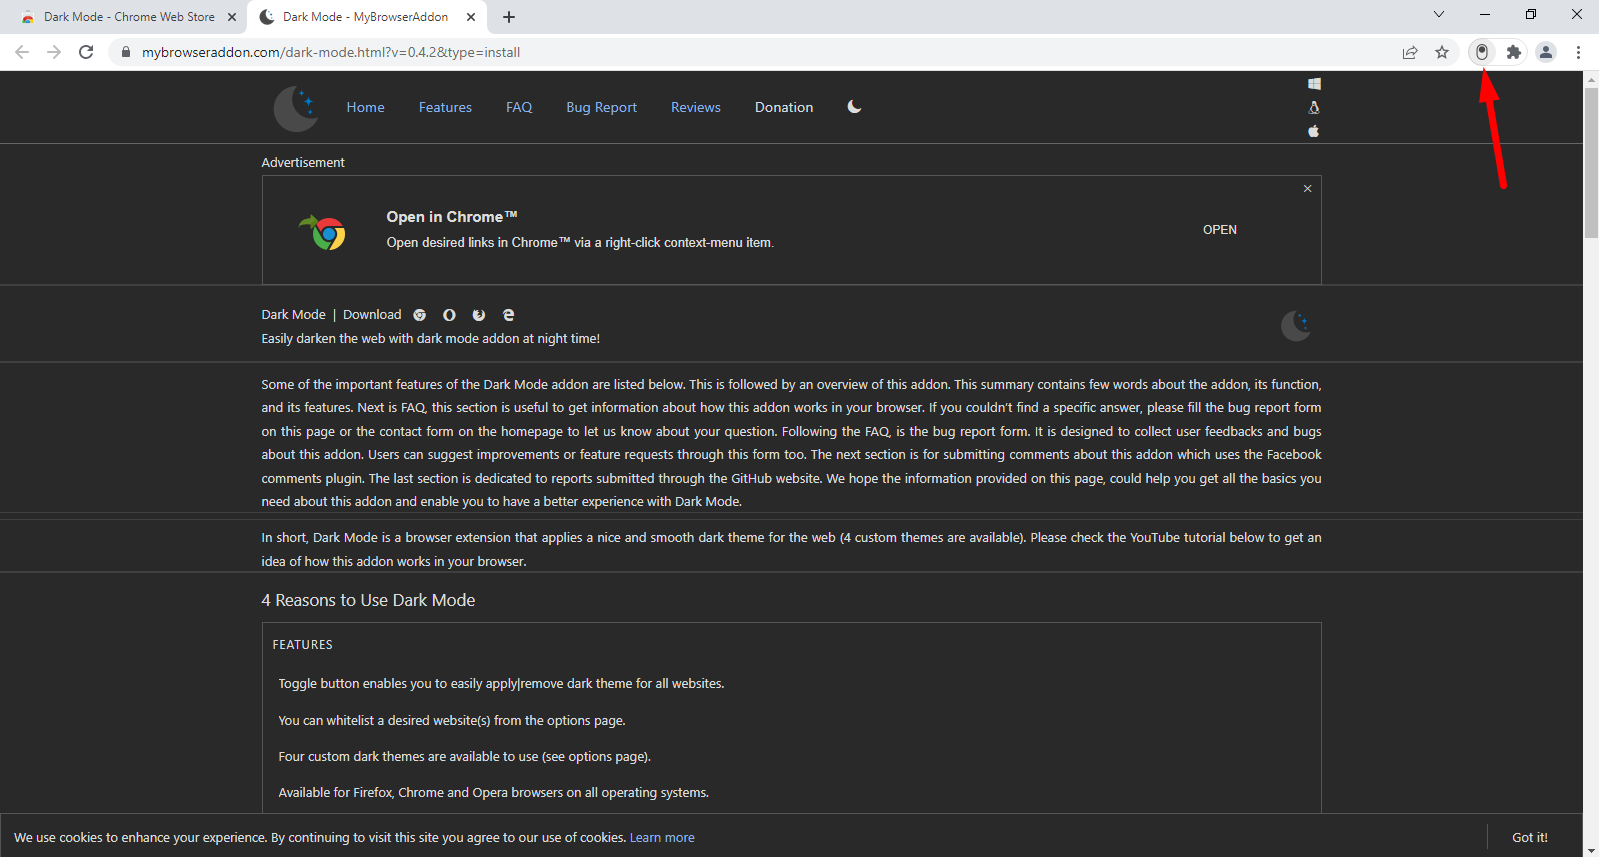 Dark Mode - Chrome Web Store
Dark Mode - MyBrowserAddon
mybrowseraddon.com/dark-mode.html?v=0.4.2&type=install
Home
Features
FAQ
Bug Report
Reviews
Donation
Advertisement
Open in Chrome™
Open desired links in Chrome™ via a right-click context-menu item.
OPEN
Dark Mode | Download
Easily darken the web with dark mode addon at night time!
Some of the important features of the Dark Mode addon are listed below. This is followed by an overview of this addon. This summary contains few words about the addon, its function,
and its features. Next is FAQ, this section is useful to get information about how this addon works in your browser. If you couldn't find a specific answer, please fill the bug report form
on this page or the contact form on the homepage to let us know about your question. Following the FAQ, is the bug report form. It is designed to collect user feedbacks and bugs
about this addon. Users can suggest improvements or feature requests through this form too. The next section is for submitting comments about this addon which uses the Facebook
comments plugin. The last section is dedicated to reports submitted through the GitHub website. We hope the information provided on this page, could help you get all the basics you
need about this addon and enable you to have a better experience with Dark Mode.
In short, Dark Mode is a browser extension that applies a nice and smooth dark theme for the web (4 custom themes are available). Please check the YouTube tutorial below to get an
idea of how this addon works in your browser.
4 Reasons to Use Dark Mode
FEATURES
Toggle button enables you to easily apply|remove dark theme for all websites.
You can whitelist a desired website(s) from the options page.
Four custom dark themes are available to use (see options page).
Available for Firefox, Chrome and Opera browsers on all operating systems.
We use cookies to enhance your experience. By continuing to visit this site you agree to our use of cookies. Learn more
Got it!